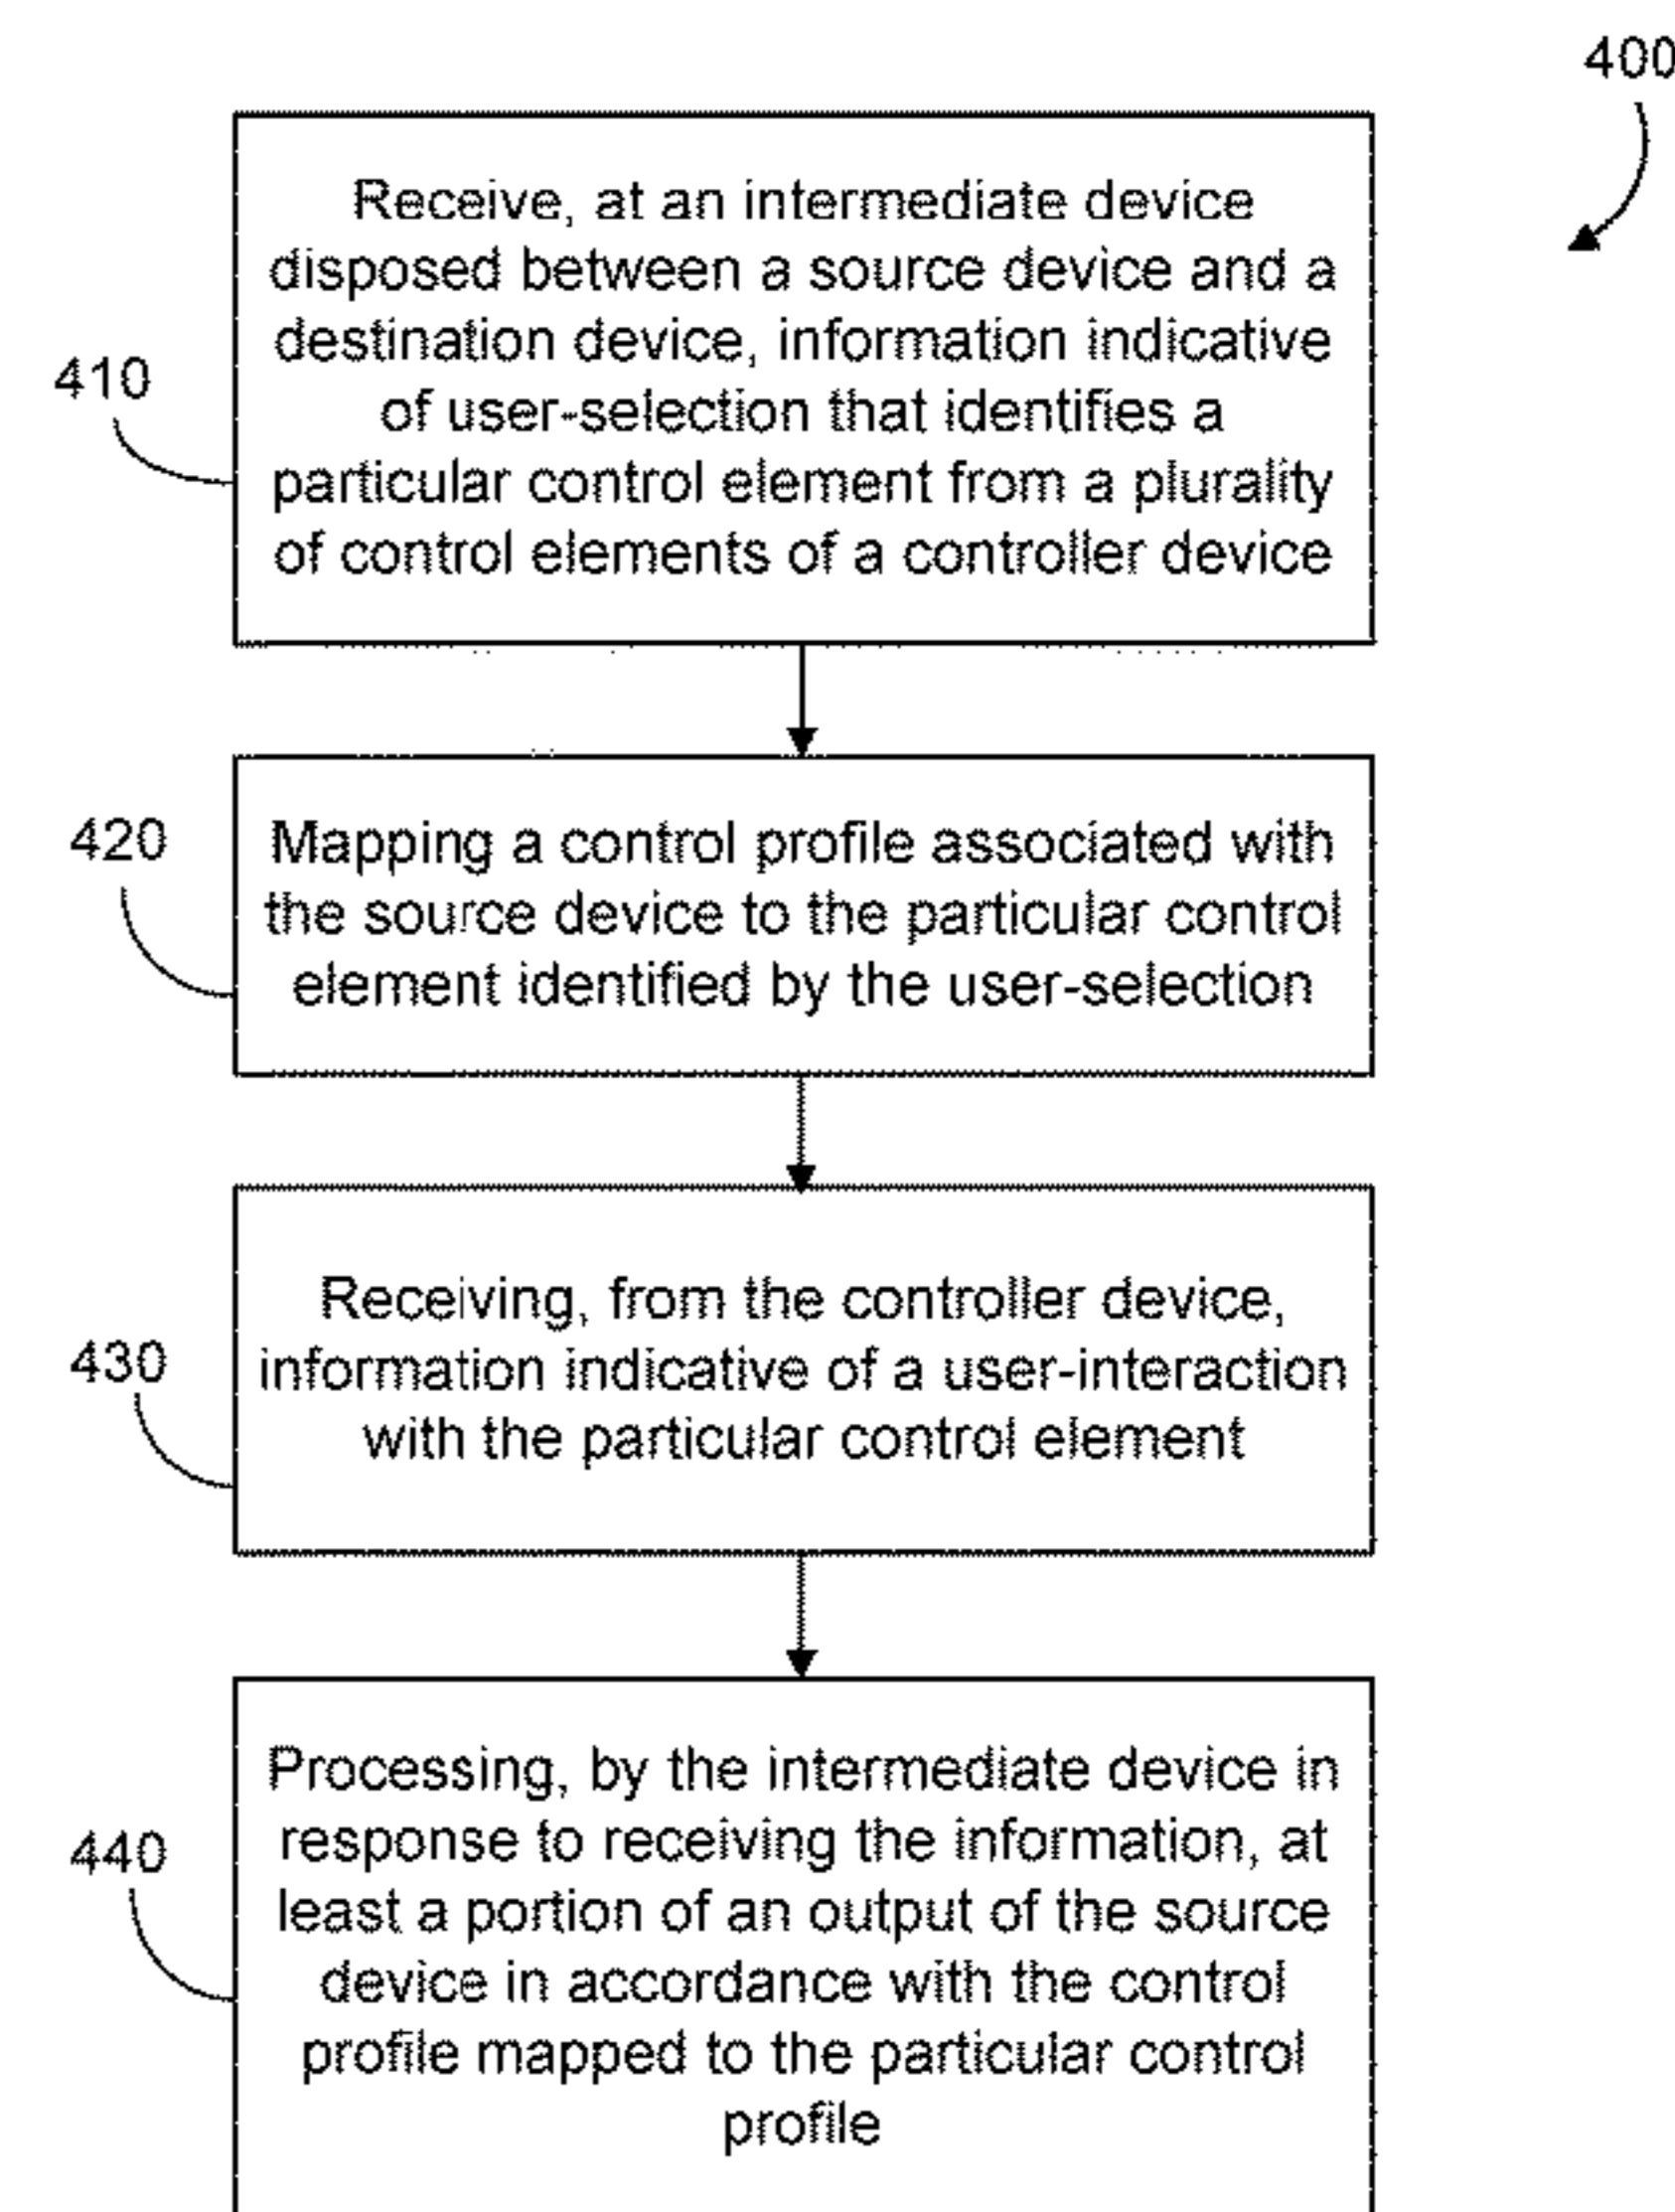 400
Receive, at an intermediate device
disposed between a source device and a
destination device, information indicative
of user-selection that identifies a
particular control element from a plurality
of control elements of a controller device
410
Mapping a control profile associated with
the source device to the particular control
element identified by the user-selection
420
Receiving, from the controller device,
information indicative of a user-interaction
with the particular control element
430
Processing, by the intermediate device in
response to receiving the information, at
least a portion of an output of the source
device in accordance with the control
profile mapped to the particular control
profile
440